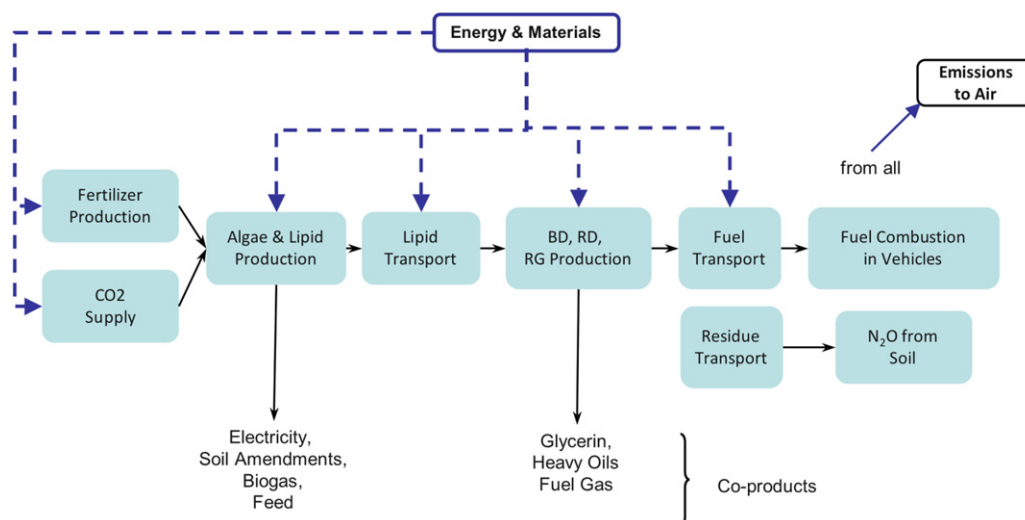 Energy & Materials
Emissions
to Air
from all
Fertilizer
Production
Algae & Lipid
Production
Lipid
Transport
BD, RD,
RG Production
Fuel
Transport
Fuel Combustion
in Vehicles
CO2
Supply
Residue
Transport
N₂O from
Soil
Electricity,
Soil Amendments,
Biogas,
Feed
Glycerin,
Heavy Oils
Fuel Gas
Co-products